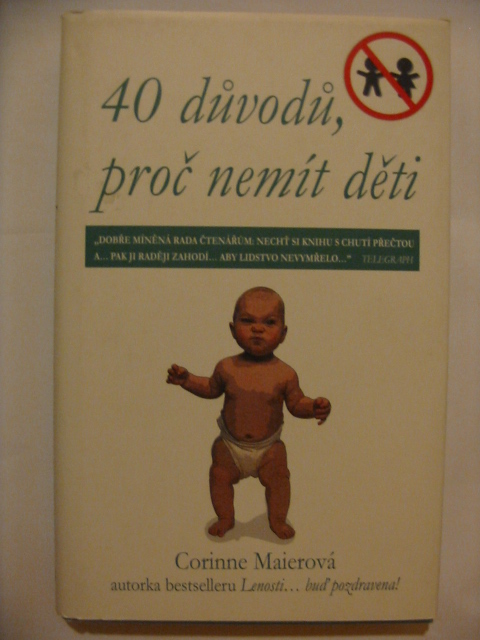 40 důvodů,
proč nemít děti
„DOBŘE MÍNĚNÁ RADA ČTENÁŘŮM: NECHŤ SI KNIHU S CHUTÍ PŘEČTOU
A... PAK JI RADĚJI ZAHODÍ... ABY LIDSTVO NEVYMŘELO...“ TELEGRAPH
Corinne Maierová
autorka bestselleru Lenosti... buď pozdravena!